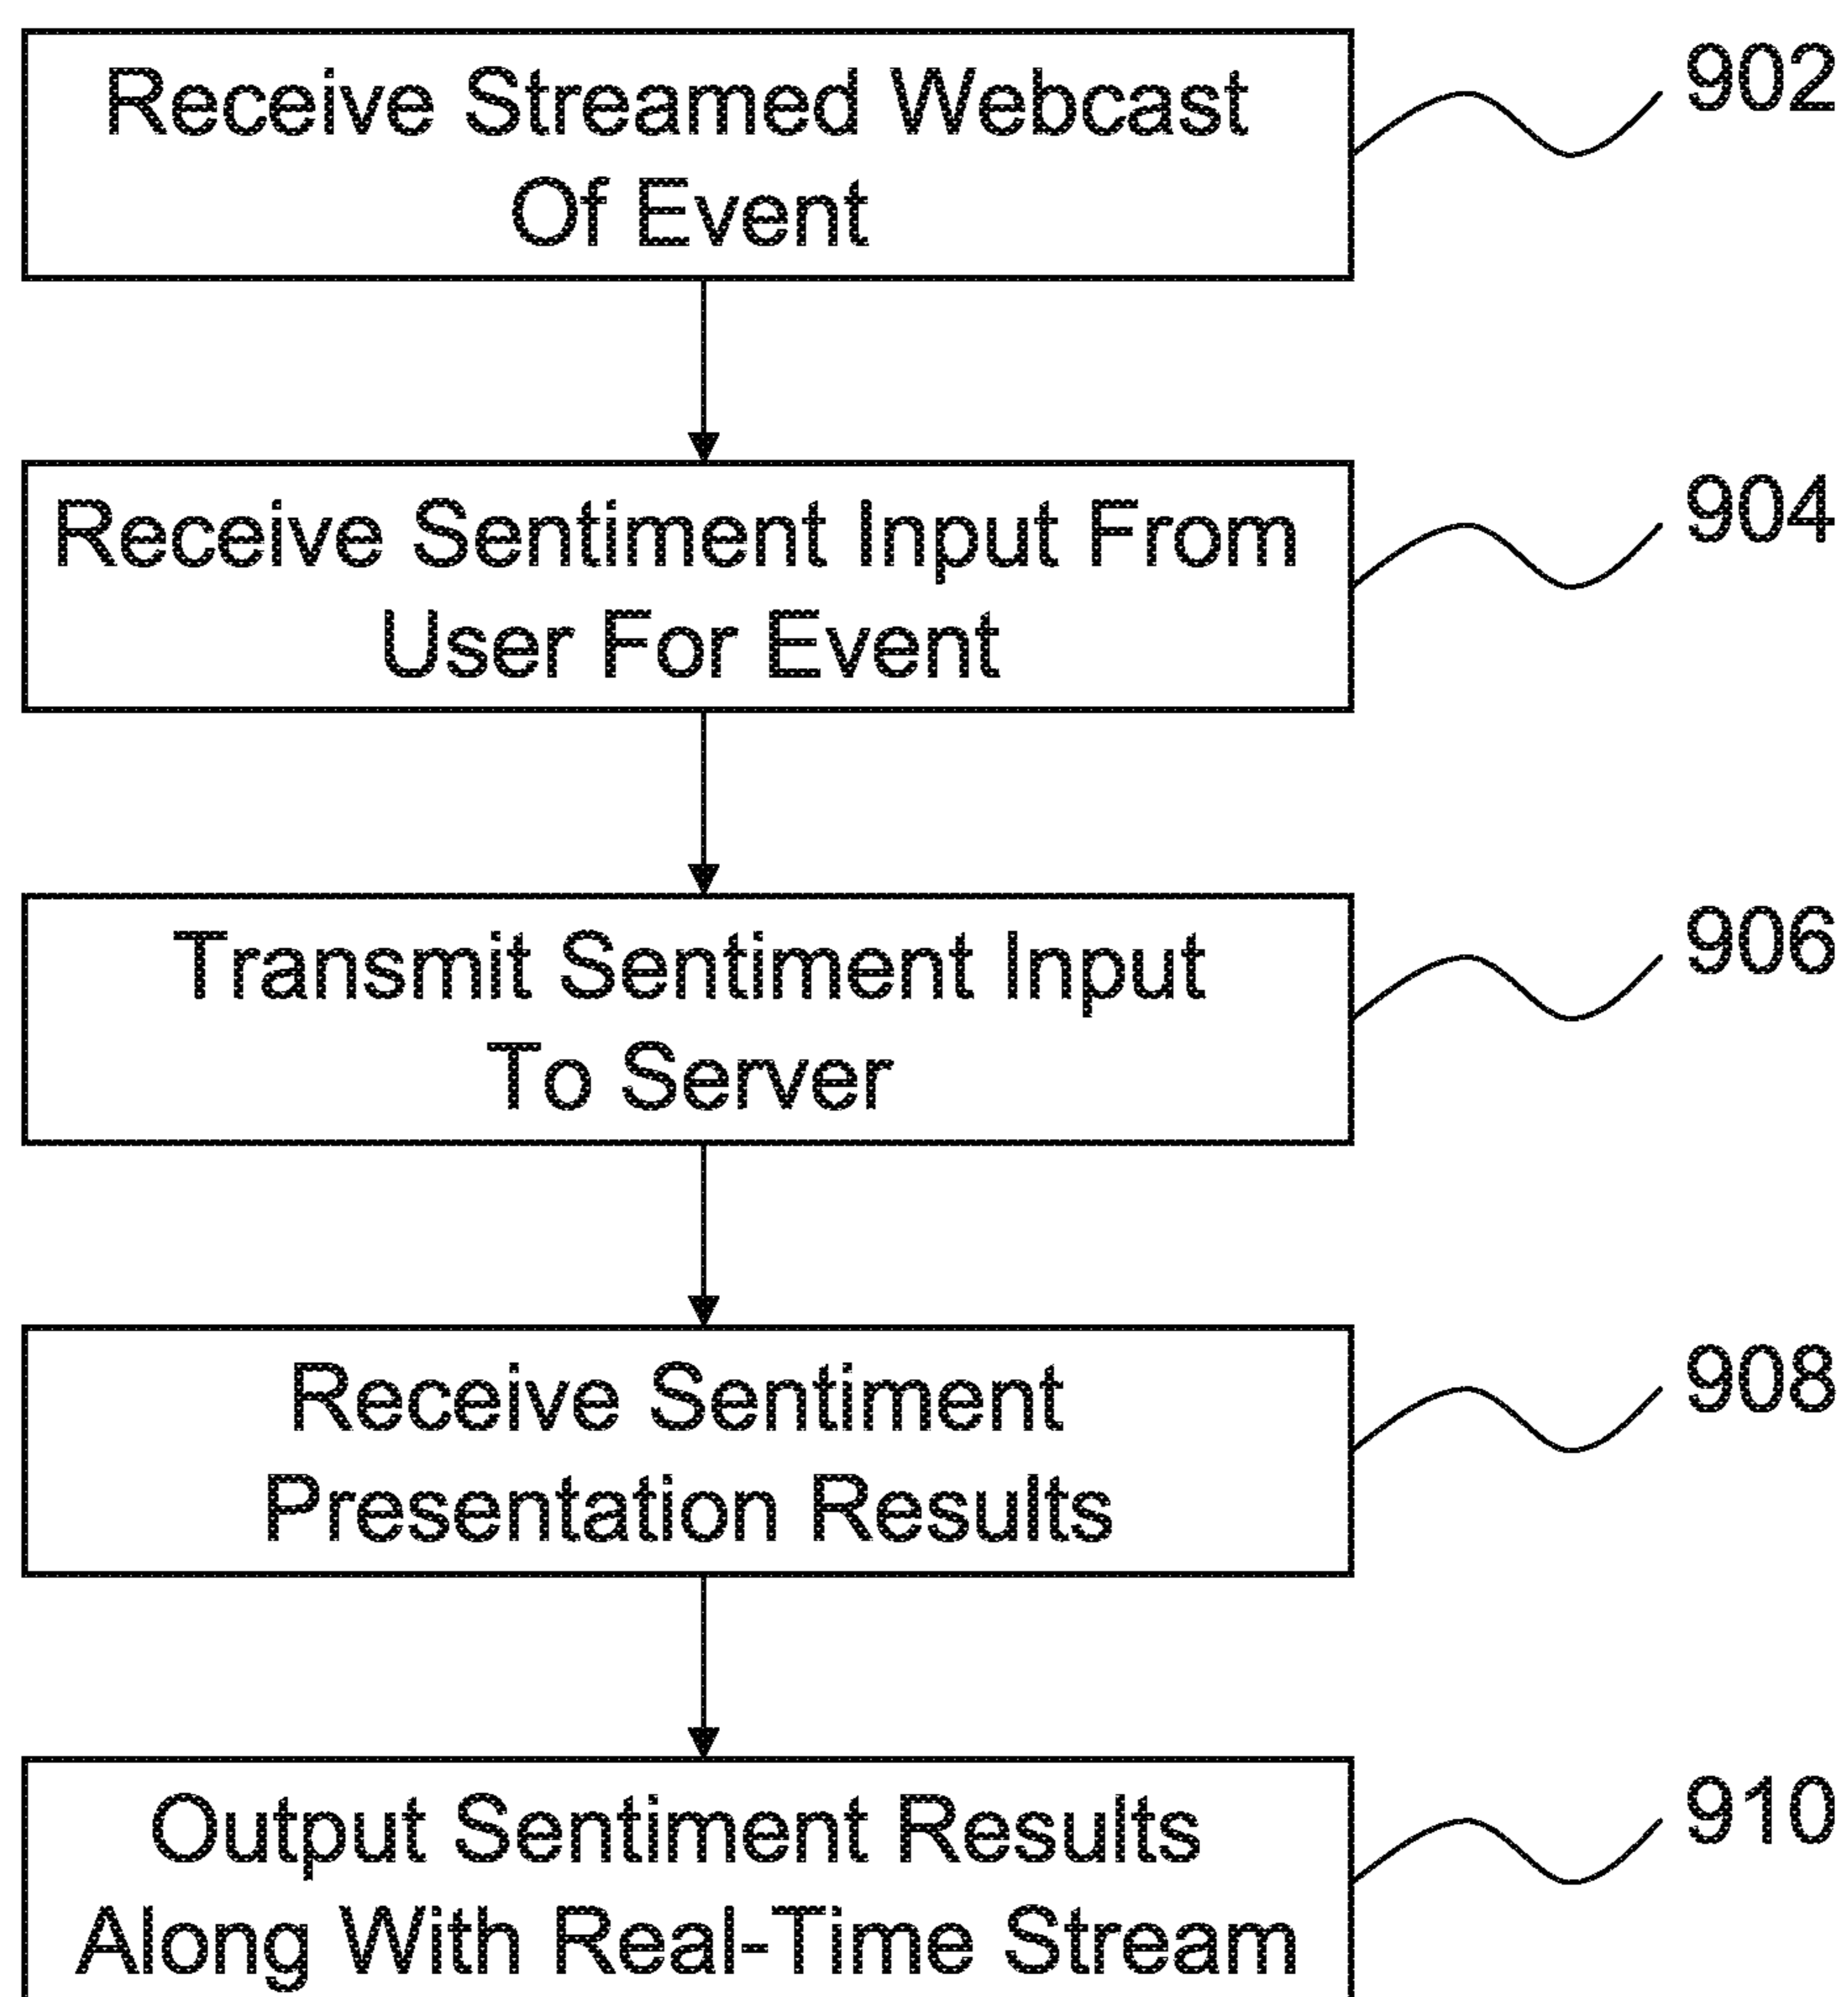 Receive Streamed Webcast
Of Event
902
Receive Sentiment Input From
User For Event
904
Transmit Sentiment Input
To Server
906
Receive Sentiment
Presentation Results
908
Output Sentiment Results
Along With Real-Time Stream
910